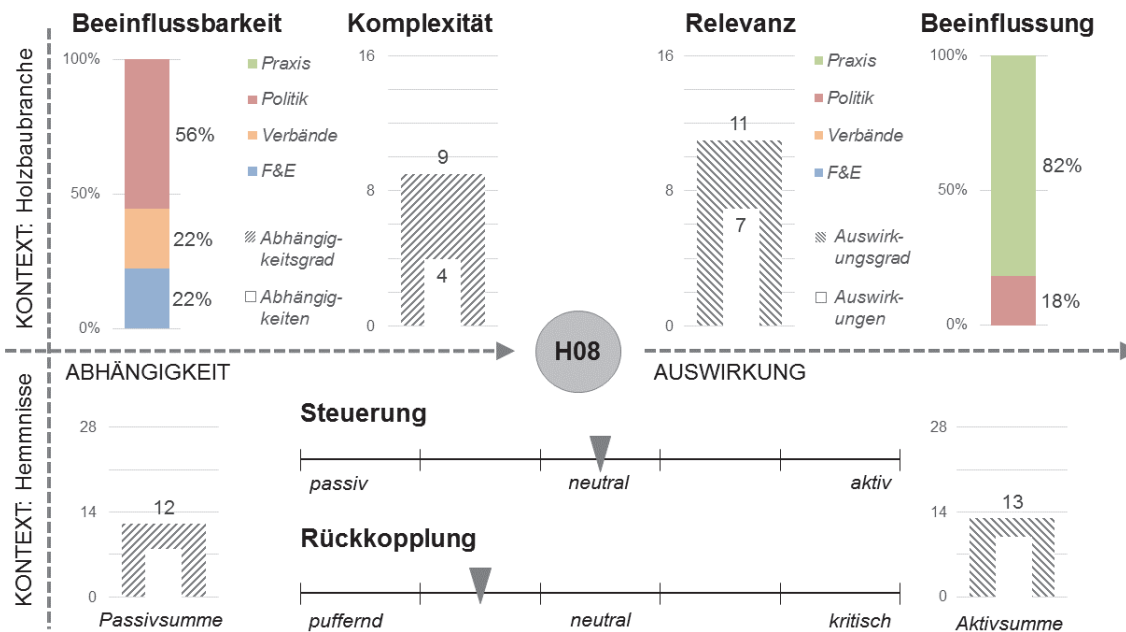 Beeinflussbarkeit
Komplexität
Relevanz
Beeinflussung
KONTEXT: Holzbaubranche
100%
50%
0%
56%
22%
22%
Praxis
Politik
Verbände
F&E
Abhängig-
keitsgrad
Abhängig-
keiten
16
8
0
9
4
16
8
0
11
7
Praxis
Politik
Verbände
F&E
Auswirk-
ungsgrad
Auswirk-
ungen
100%
50%
0%
82%
18%
H08
ABHÄNGIGKEIT
AUSWIRKUNG
KONTEXT: Hemmnisse
28
14
0
12
Passivsumme
Steuerung
passiv
neutral
aktiv
Rückkopplung
puffernd
neutral
kritisch
28
14
0
13
Aktivsumme